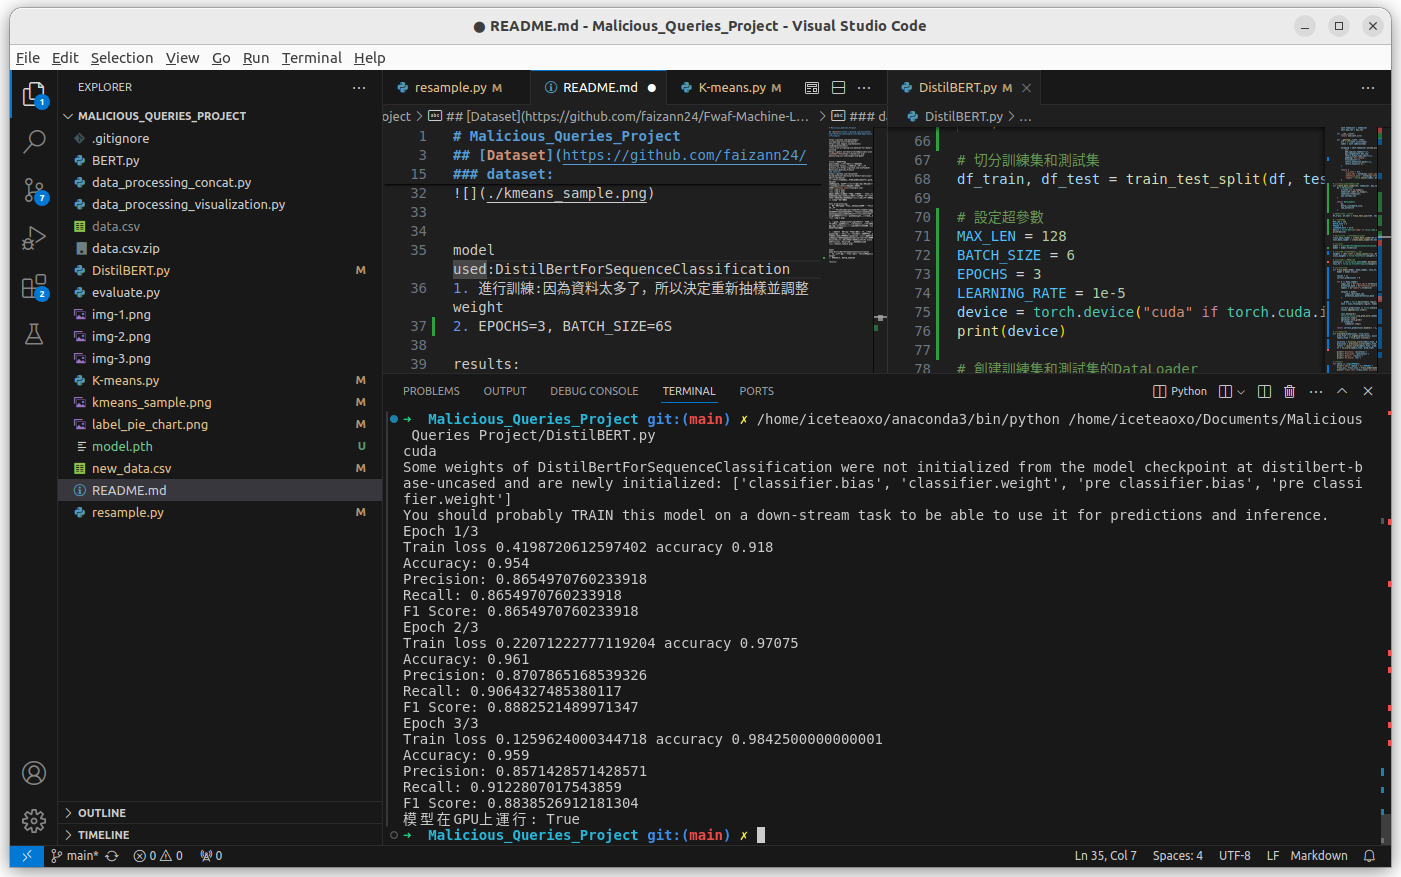 README.md - Malicious_Queries_Project - Visual Studio Code
File Edit Selection View Go Run Terminal Help
EXPLORER
MALICIOUS_QUERIES_PROJECT
.gitignore
BERT.py
data_processing_concat.py
data_processing_visualization.py
data.csv
data.csv.zip
DistilBERT.py M
evaluate.py
img-1.png
img-2.png
img-3.png
K-means.py M
kmeans_sample.png M
label_pie_chart.png M
model.pth U
new_data.csv M
README.md
resample.py M
OUTLINE
TIMELINE
1
7
2
resample.py M
README.md
K-means.py M
oject > ## [Dataset](https://github.com/faizann24/Fwaf-Machine-L... > ### d
1 # Malicious_Queries_Project
3 ## [Dataset](https://github.com/faizann24/
15 ### dataset:
32 ![](./kmeans_sample.png)
33
34
35 model
used:DistilBertForSequenceClassification
36 1. 進行訓練:因為資料太多了，所以決定重新抽樣並調整
weight
37 2. EPOCHS=3, BATCH_SIZE=6S
38
39 results:
DistilBERT.py M
DistilBERT.py > ...
66
67 # 切分訓練集和測試集
68 df_train, df_test = train_test_split(df, tes
69
70 # 設定超參數
71 MAX_LEN = 128
72 BATCH_SIZE = 6
73 EPOCHS = 3
74 LEARNING_RATE = 1e-5
75 device = torch.device("cuda" if torch.cuda.i
76 print(device)
77
78 # 創建訓練集和測試集的DataLoader
PROBLEMS OUTPUT DEBUG CONSOLE TERMINAL PORTS
Python
➜ Malicious_Queries_Project git:(main) ✗ /home/iceteaoxo/anaconda3/bin/python /home/iceteaoxo/Documents/Malicious
_Queries_Project/DistilBERT.py
cuda
Some weights of DistilBertForSequenceClassification were not initialized from the model checkpoint at distilbert-b
ase-uncased and are newly initialized: ['classifier.bias', 'classifier.weight', 'pre_classifier.bias', 'pre_classi
fier.weight']
You should probably TRAIN this model on a down-stream task to be able to use it for predictions and inference.
Epoch 1/3
Train loss 0.4198720612597402 accuracy 0.918
Accuracy: 0.954
Precision: 0.8654970760233918
Recall: 0.8654970760233918
F1 Score: 0.8654970760233918
Epoch 2/3
Train loss 0.22071222777119204 accuracy 0.97075
Accuracy: 0.961
Precision: 0.8707865168539326
Recall: 0.9064327485380117
F1 Score: 0.8882521489971347
Epoch 3/3
Train loss 0.1259624000344718 accuracy 0.9842500000000001
Accuracy: 0.959
Precision: 0.8571428571428571
Recall: 0.9122807017543859
F1 Score: 0.8838526912181304
模型在GPU上運行: True
➜ Malicious_Queries_Project git:(main) ✗
main* 0 0 0
Ln 35, Col 7 Spaces: 4 UTF-8 LF Markdown